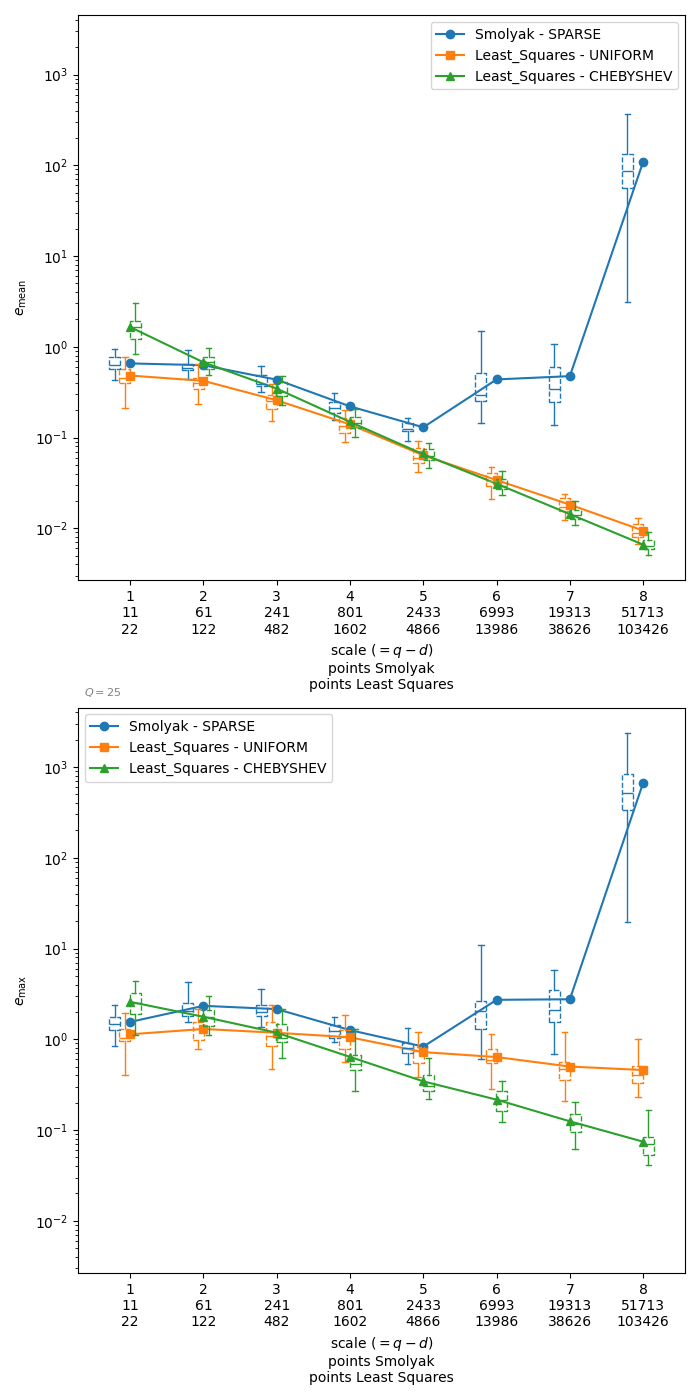 Smolyak - SPARSE
Least_Squares - UNIFORM
Least_Squares - CHEBYSHEV
10³
10²
10¹
10⁰
10⁻¹
10⁻²
e_mean
1 2 3 4 5 6 7 8
11 61 241 801 2433 6993 19313 51713
22 122 482 1602 4866 13986 38626 103426
scale (= q − d)
points Smolyak
points Least Squares
Q = 25
Smolyak - SPARSE
Least_Squares - UNIFORM
Least_Squares - CHEBYSHEV
10³
10²
10¹
10⁰
10⁻¹
10⁻²
e_max
1 2 3 4 5 6 7 8
11 61 241 801 2433 6993 19313 51713
22 122 482 1602 4866 13986 38626 103426
scale (= q − d)
points Smolyak
points Least Squares